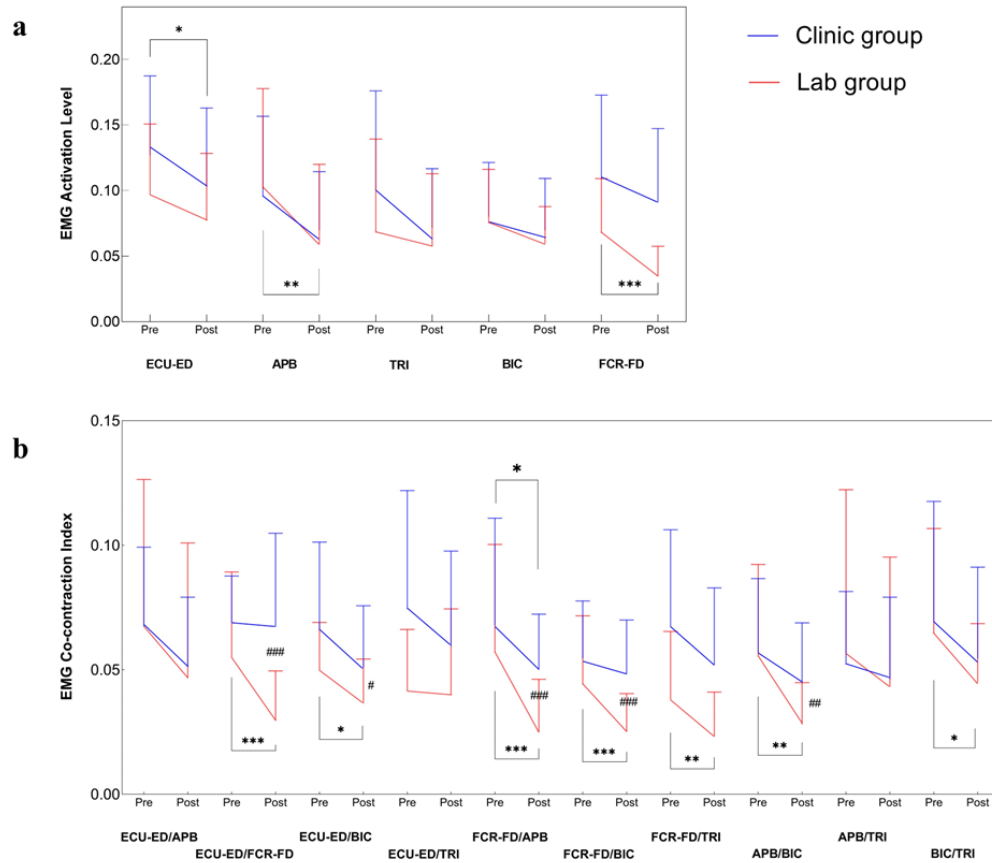 a
Clinic group
Lab group
EMG Activation Level
0.20
0.15
0.10
0.05
0.00
*
**
***
Pre Post Pre Post Pre Post Pre Post Pre Post
ECU-ED APB TRI BIC FCR-FD
b
EMG Co-contraction Index
0.15
0.10
0.05
0.00
*
### # ### ### ##
*** * *** *** ** ** *
Pre Post Pre Post Pre Post Pre Post Pre Post Pre Post Pre Post Pre Post Pre Post Pre Post
ECU-ED/APB ECU-ED/BIC FCR-FD/APB FCR-FD/TRI APB/TRI
ECU-ED/FCR-FD ECU-ED/TRI FCR-FD/BIC APB/BIC BIC/TRI